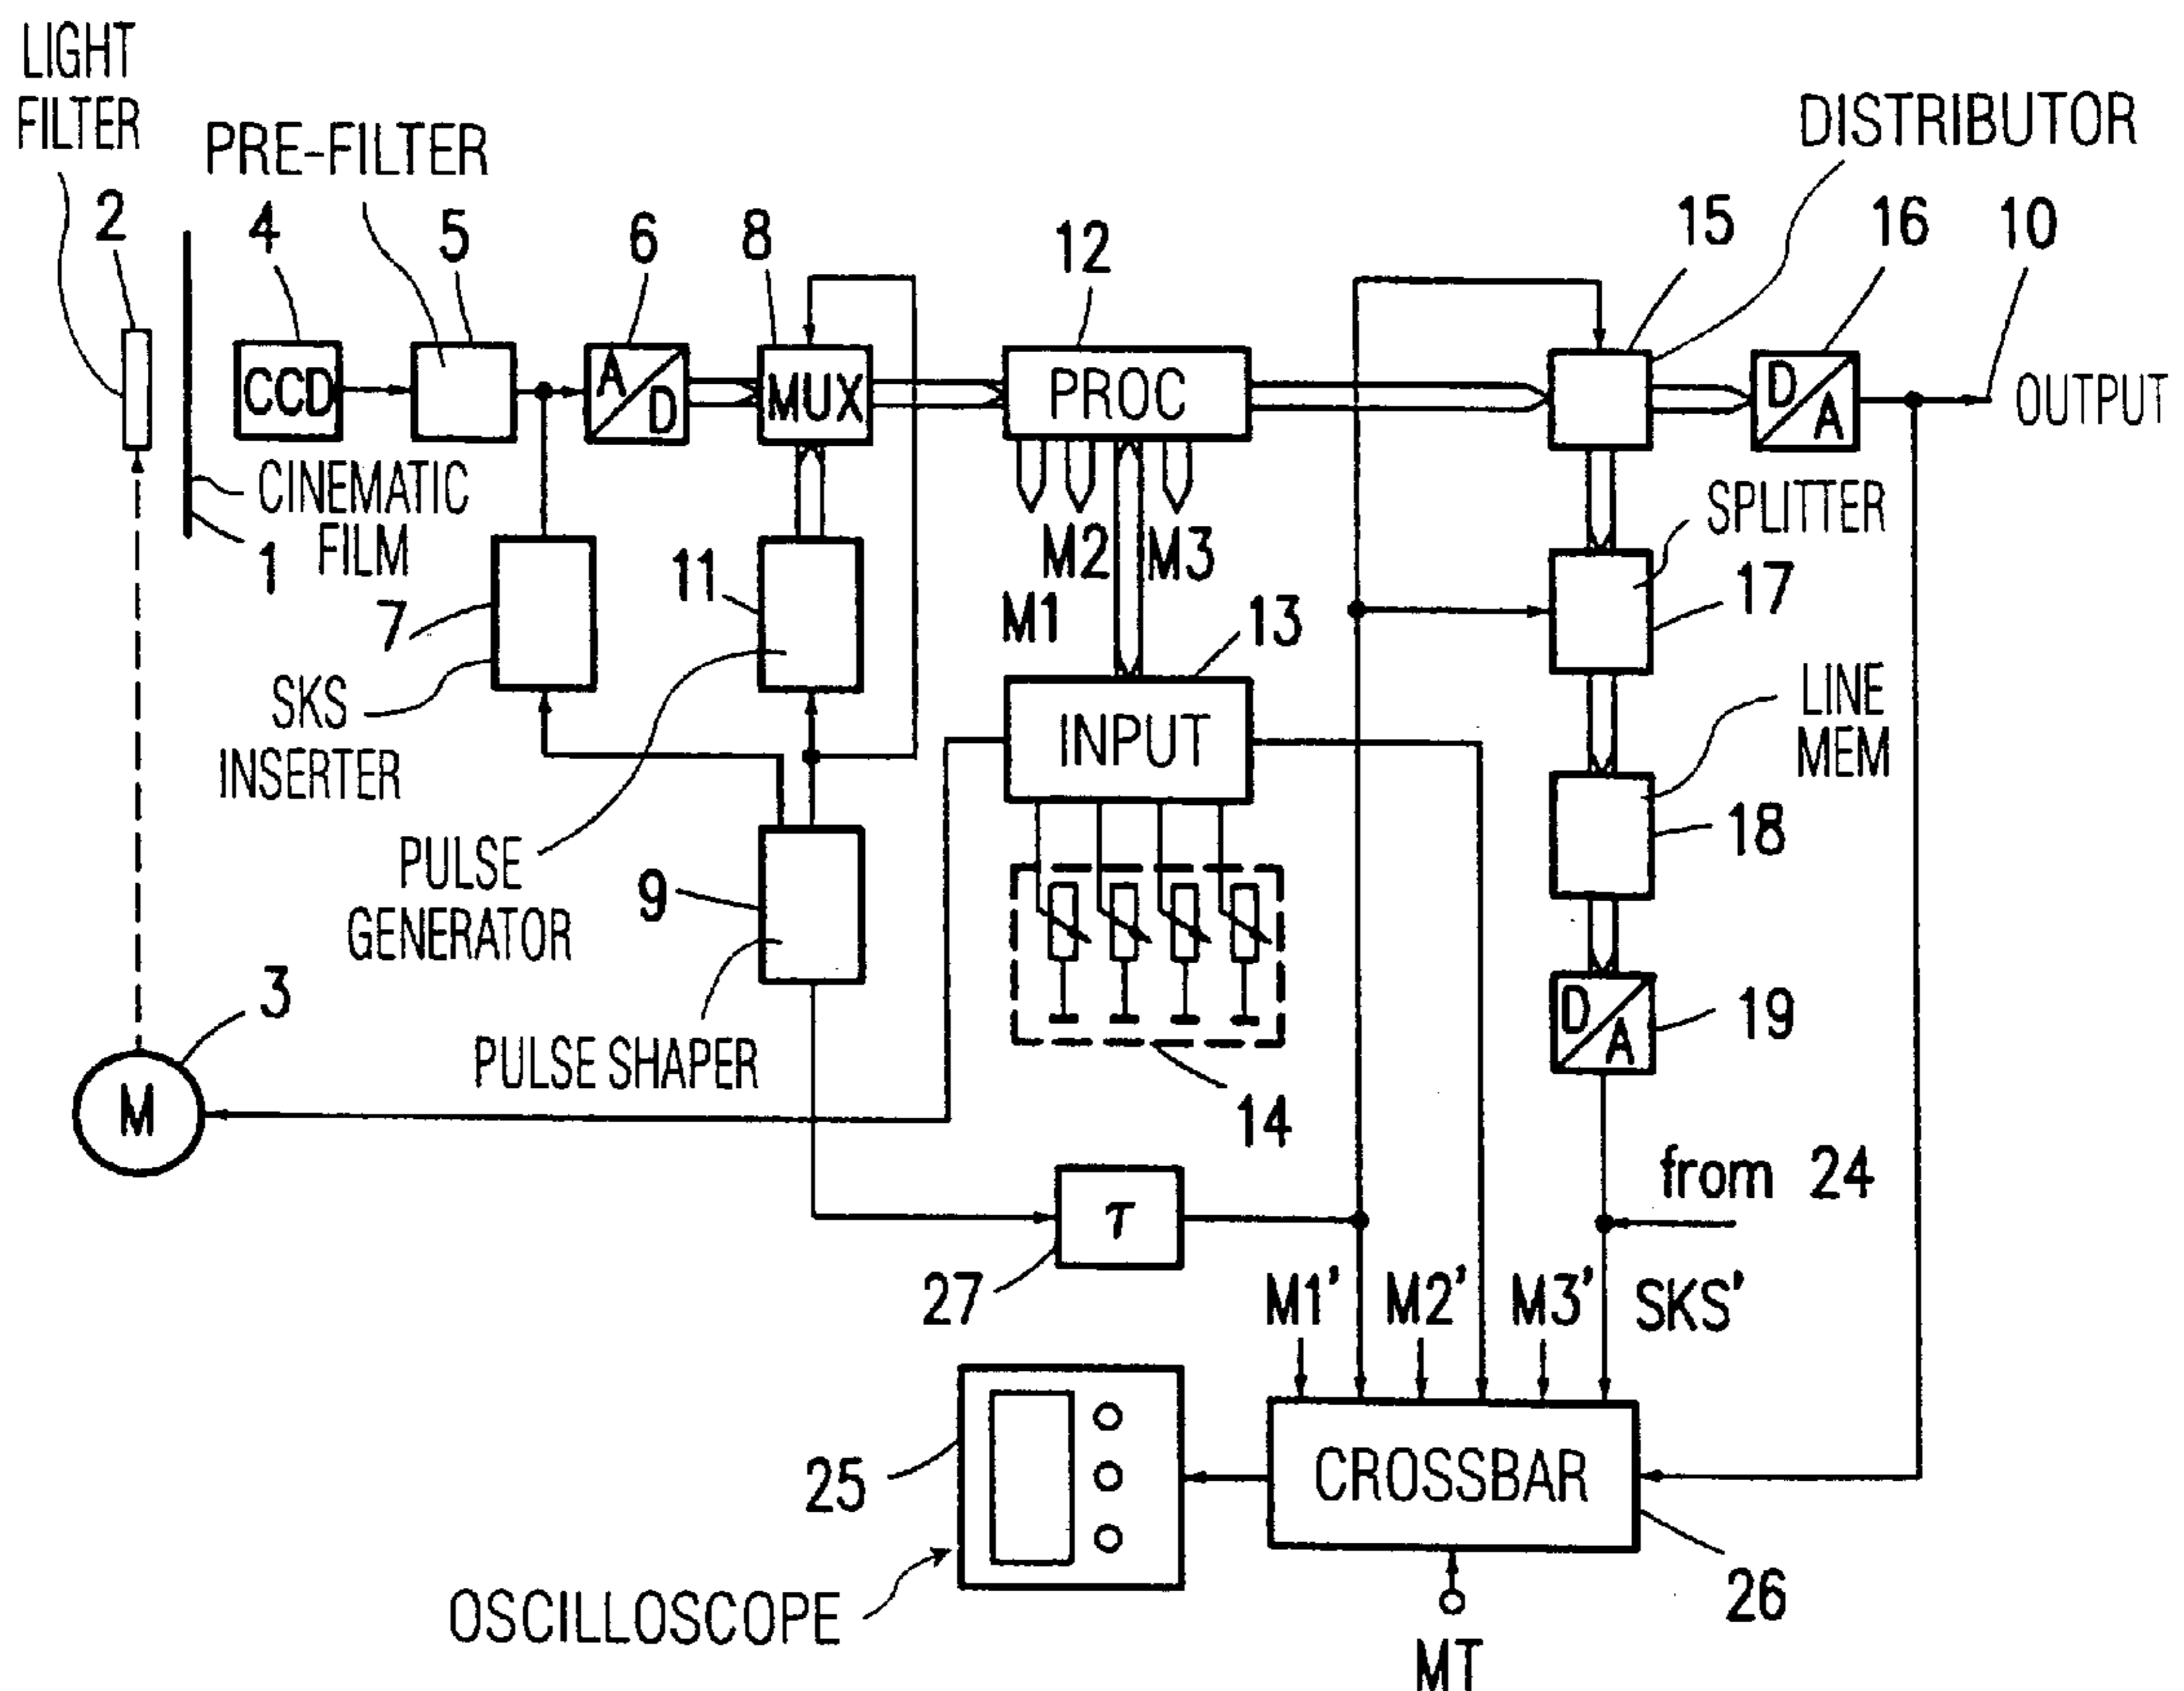 LIGHT
FILTER
PRE-FILTER
DISTRIBUTOR
2
4
5
6
8
12
15
16
10
CCD
A
D
MUX
PROC
D
A
OUTPUT
CINEMATIC
FILM
1
7
11
M1
M2
M3
13
SPLITTER
17
SKS
INSERTER
INPUT
LINE
MEM
18
PULSE
GENERATOR
9
3
PULSE SHAPER
14
D
A
19
M
τ
27
from 24
M1'
M2'
M3'
SKS'
25
CROSSBAR
OSCILLOSCOPE
26
MT